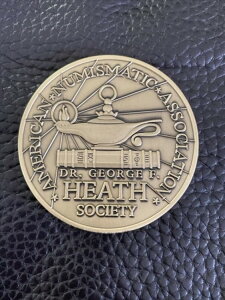 AMERICAN NUMISMATIC ASSOCIATION
DR. GEORGE F.
HEATH
SOCIETY